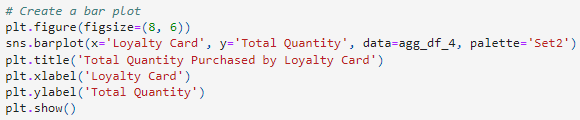 # Create a bar plot
plt.figure(figsize=(8, 6))
sns.barplot(x='Loyalty Card', y='Total Quantity', data=agg_df_4, palette='Set2')
plt.title('Total Quantity Purchased by Loyalty Card')
plt.xlabel('Loyalty Card')
plt.ylabel('Total Quantity')
plt.show()